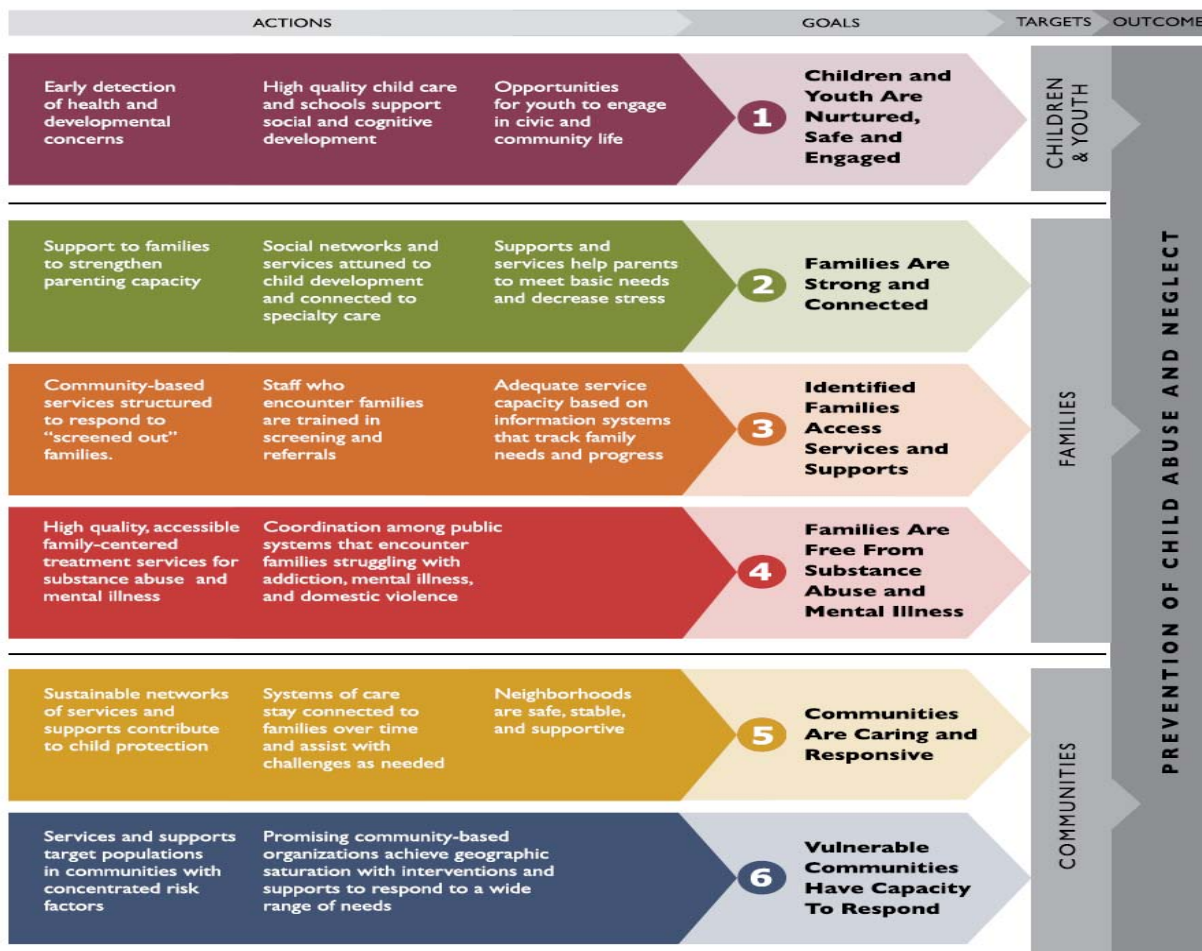 ACTIONS
GOALS
TARGETS
OUTCOME
Early detection
of health and
developmental
concerns
High quality child care
and schools support
social and cognitive
development
Opportunities
for youth to engage
in civic and
community life
1
Children and
Youth Are
Nurtured,
Safe and
Engaged
CHILDREN
& YOUTH
Support to families
to strengthen
parenting capacity
Social networks and
services attuned to
child development
and connected to
specialty care
Supports and
services help parents
to meet basic needs
and decrease stress
2
Families Are
Strong and
Connected
Community-based
services structured
to respond to
“screened out”
families.
Staff who
encounter families
are trained in
screening and
referrals
Adequate service
capacity based on
information systems
that track family
needs and progress
3
Identified
Families
Access
Services and
Supports
High quality, accessible
family-centered
treatment services for
substance abuse and
mental illness
Coordination among public
systems that encounter
families struggling with
addiction, mental illness,
and domestic violence
4
Families Are
Free From
Substance
Abuse and
Mental Illness
FAMILIES
Sustainable networks
of services and
supports contribute
to child protection
Systems of care
stay connected to
families over time
and assist with
challenges as needed
Neighborhoods
are safe, stable,
and supportive
5
Communities
Are Caring and
Responsive
Services and supports
target populations
in communities with
concentrated risk
factors
Promising community-based
organizations achieve geographic
saturation with interventions and
supports to respond to a wide
range of needs
6
Vulnerable
Communities
Have Capacity
To Respond
COMMUNITIES
PREVENTION OF CHILD ABUSE AND NEGLECT